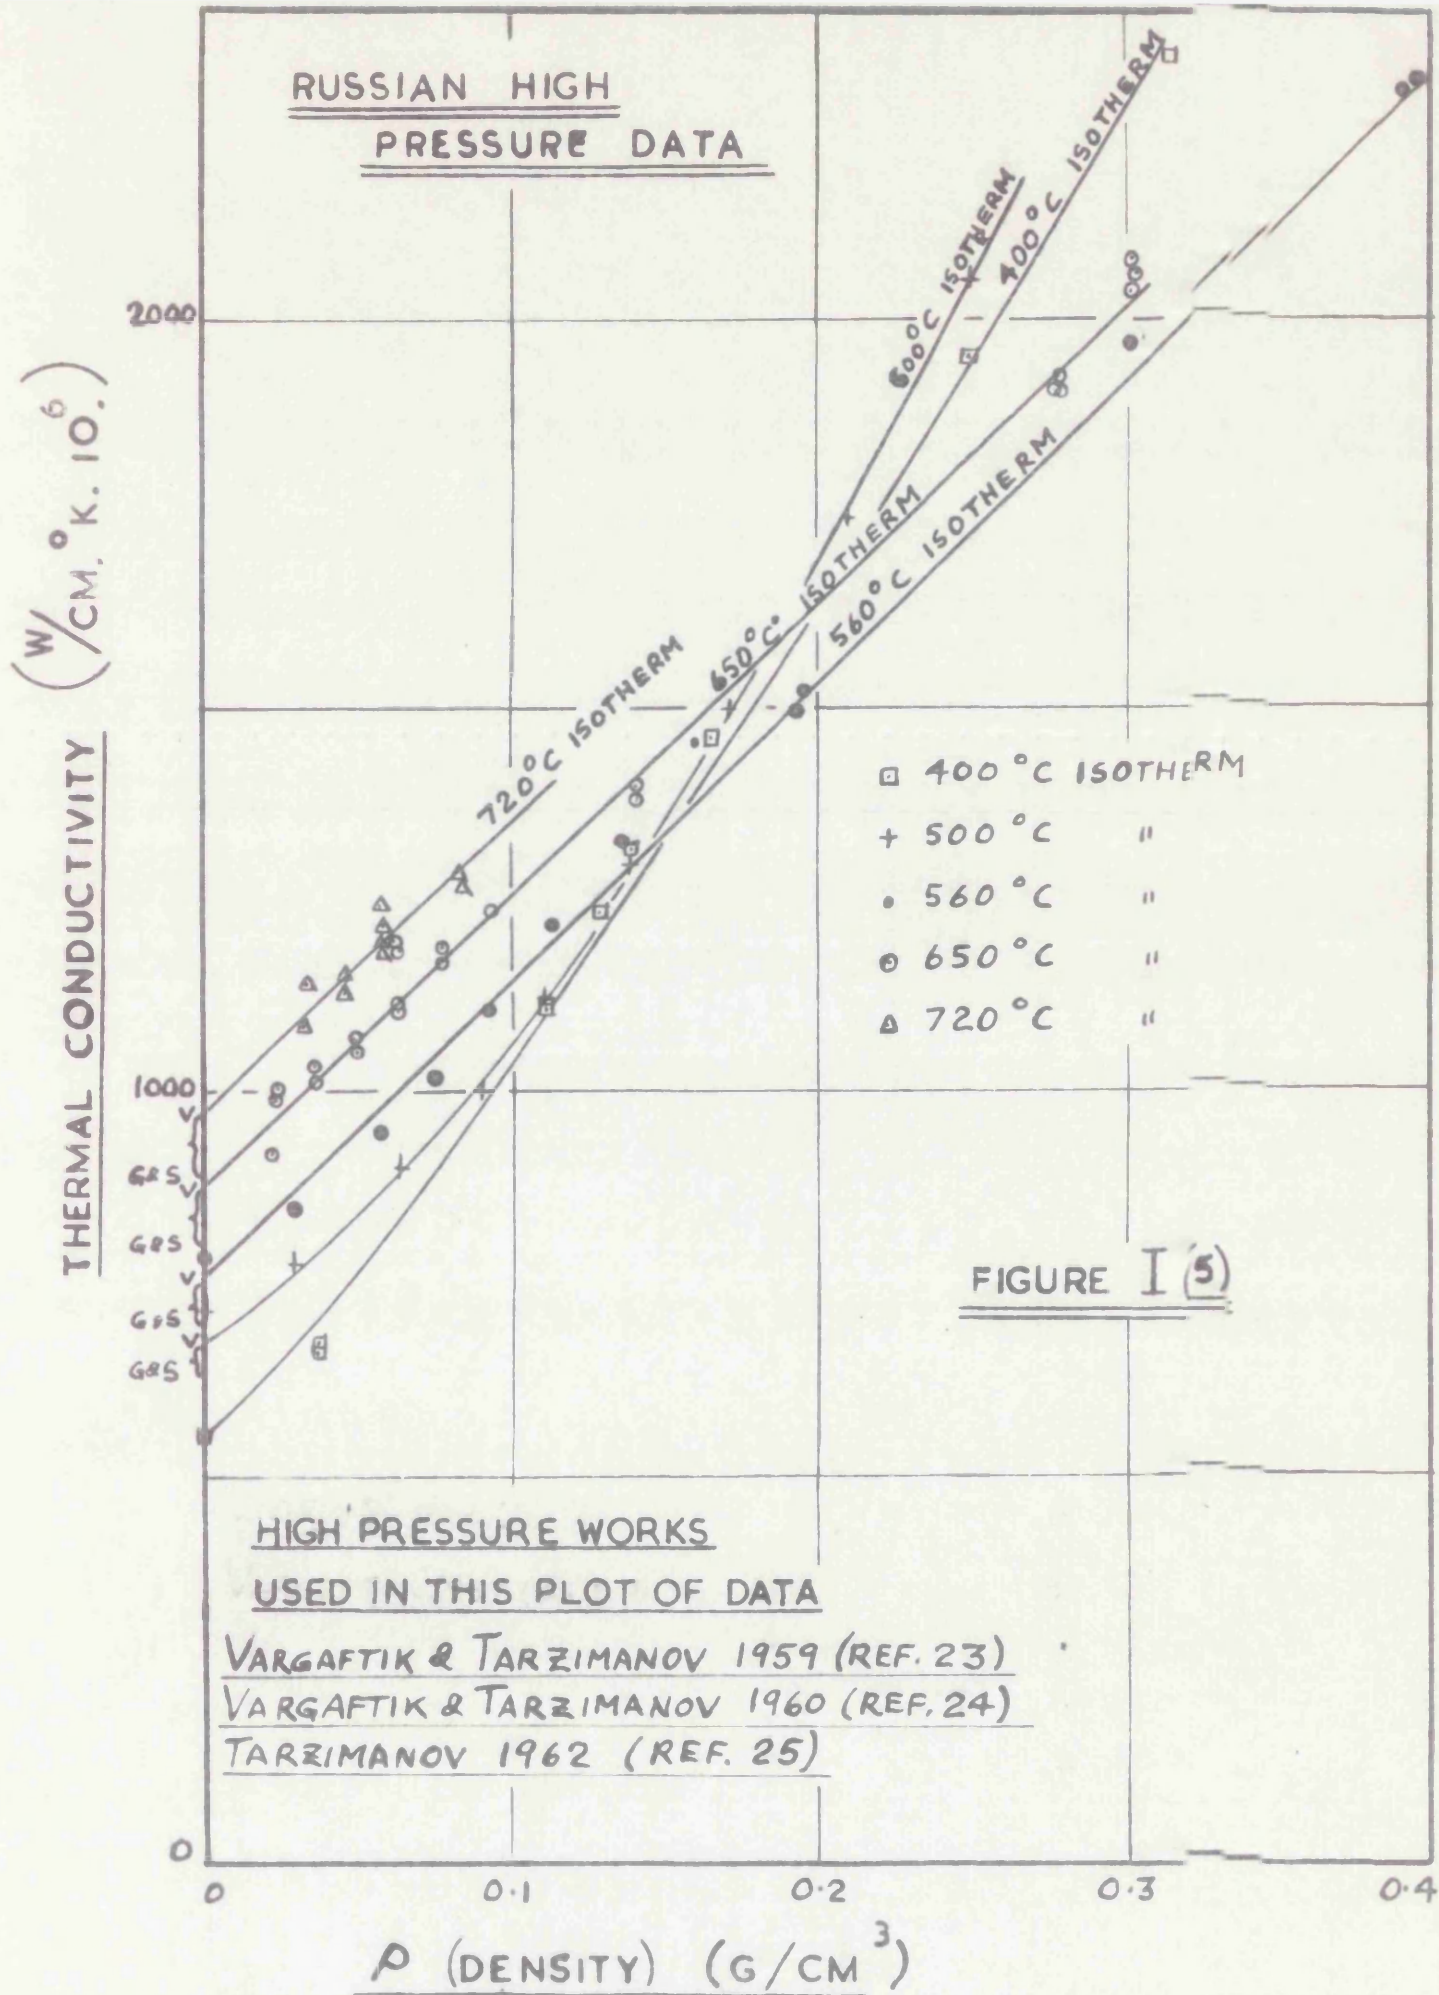 RUSSIAN HIGH
PRESSURE DATA
600°C ISOTHERM
400°C ISOTHERM
2000
(W/CM.°K.10⁶.)
THERMAL CONDUCTIVITY
720°C ISOTHERM
650°C ISOTHERM
560°C ISOTHERM
400°C ISOTHERM
500°C "
560°C "
650°C "
720°C "
1000
V
G&S
V
G&S
V
G&S
V
G&S
FIGURE I (5)
HIGH PRESSURE WORKS
USED IN THIS PLOT OF DATA
VARGAFTIK & TARZIMANOV 1959 (REF. 23)
VARGAFTIK & TARZIMANOV 1960 (REF. 24)
TARZIMANOV 1962 (REF. 25)
0
0 0.1 0.2 0.3 0.4
ρ (DENSITY) (G/CM³)